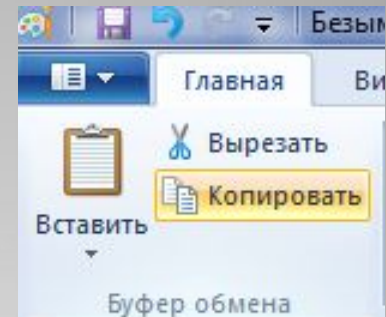 Безым
Главная Ви
Вырезать
Копировать
Вставить
Буфер обмена